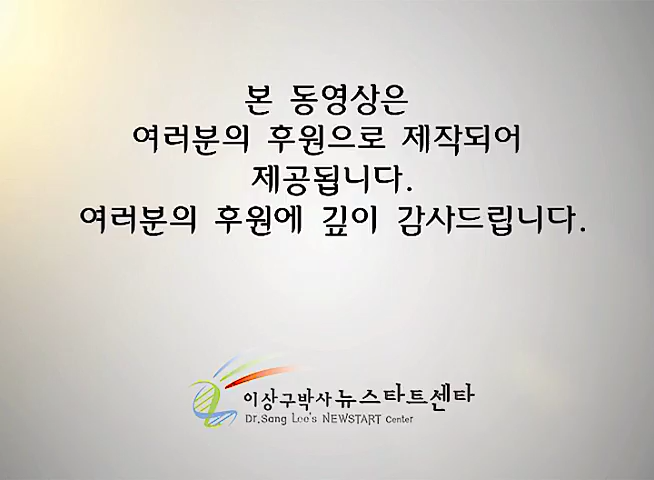 본 동영상은
여러분의 후원으로 제작되어
제공됩니다.
여러분의 후원에 깊이 감사드립니다.
이상구박사 뉴스타트센타
Dr.Sang Lee's NEWSTART Center